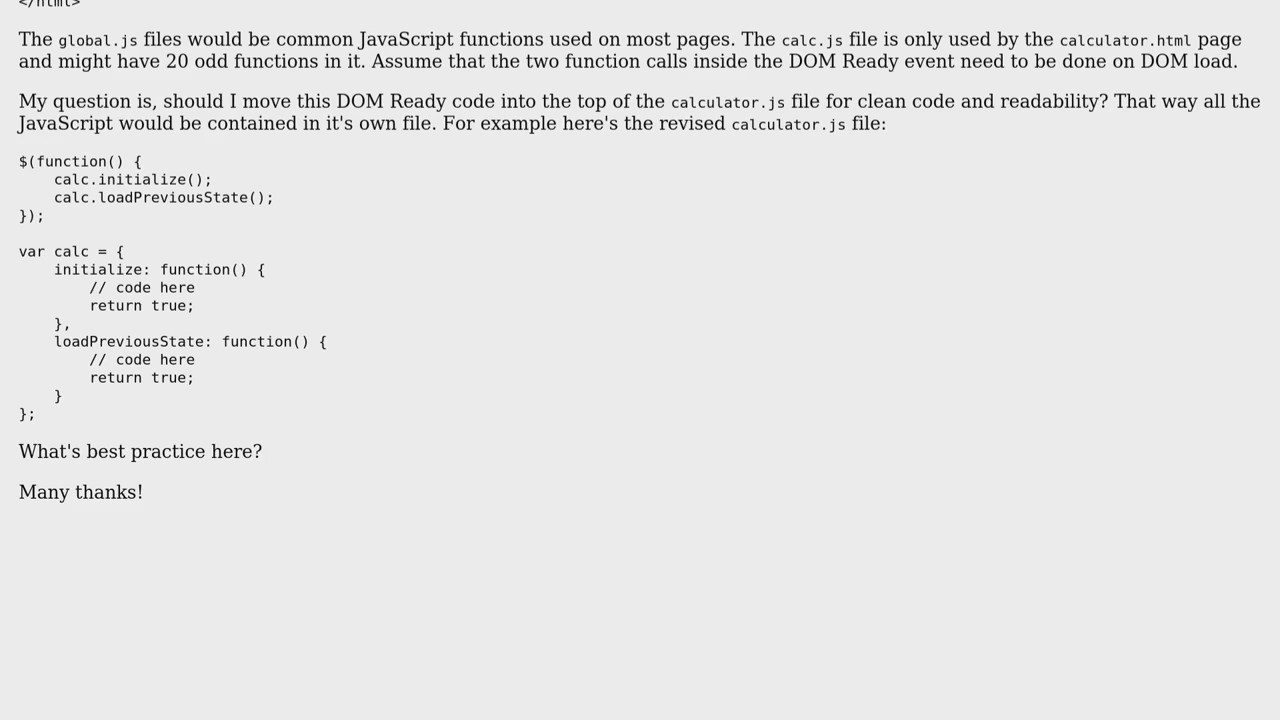 </html>
The global.js files would be common JavaScript functions used on most pages. The calc.js file is only used by the calculator.html page
and might have 20 odd functions in it. Assume that the two function calls inside the DOM Ready event need to be done on DOM load.
My question is, should I move this DOM Ready code into the top of the calculator.js file for clean code and readability? That way all the
JavaScript would be contained in it's own file. For example here's the revised calculator.js file:
$(function() {
    calc.initialize();
    calc.loadPreviousState();
});
var calc = {
    initialize: function() {
        // code here
        return true;
    },
    loadPreviousState: function() {
        // code here
        return true;
    }
};
What's best practice here?
Many thanks!